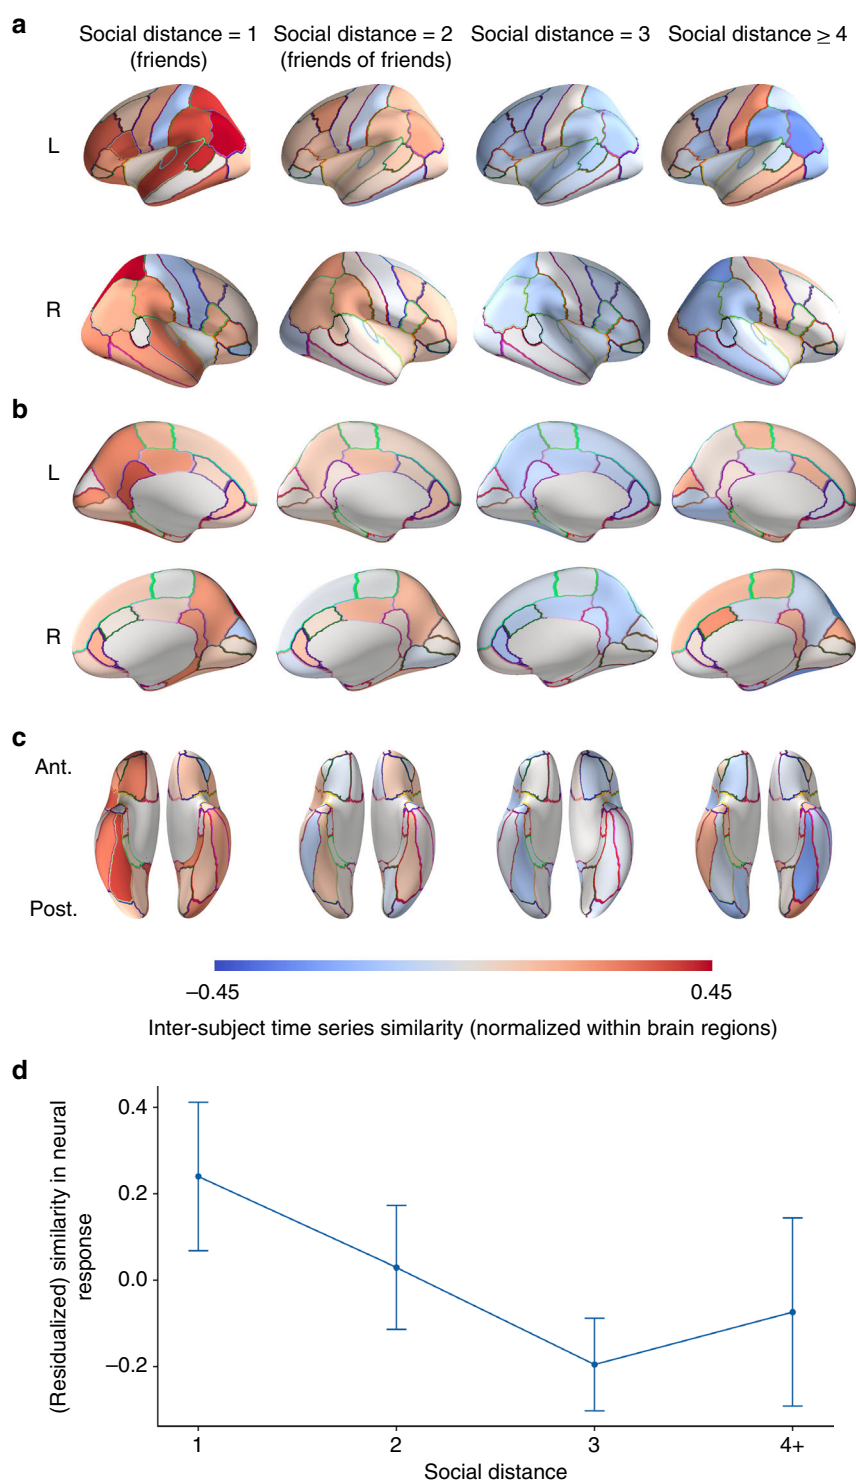 a
Social distance = 1
(friends)
Social distance = 2
(friends of friends)
Social distance = 3
Social distance ≥ 4
L
R
b
L
R
c
Ant.
Post.
–0.45
0.45
Inter-subject time series similarity (normalized within brain regions)
d
(Residualized) similarity in neural
response
0.4
0.2
0.0
–0.2
1
2
3
4+
Social distance